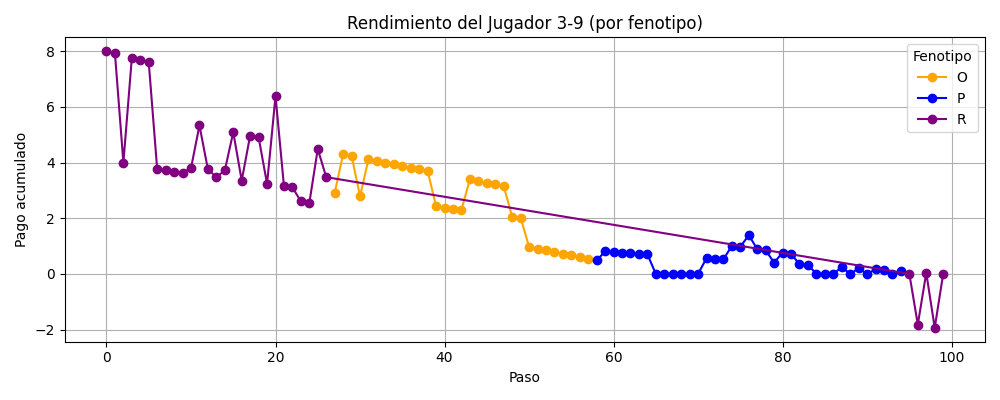 Rendimiento del Jugador 3-9 (por fenotipo)
Pago acumulado
8
6
4
2
0
−2
Fenotipo
O
P
R
0 20 40 60 80 100
Paso